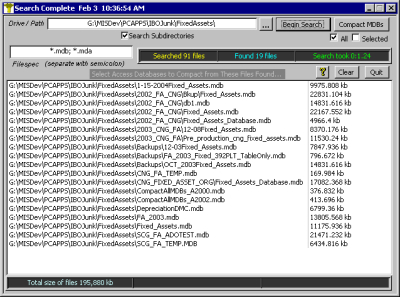 Search Complete Feb 3 10:36:54 AM
Drive / Path G:\MISDev\PCAPPS\IBOJunk\FixedAssets\ ... Begin Search Compact MDBs
Search Subdirectories All Selected
*.mdb; *.mda Searched 91 files Found 19 files Search took 0:1.24
Filespec (separate with semicolon) Select Access Databases to Compact from These Files Found... ? Clear Quit
G:\MISDev\PCAPPS\IBOJunk\FixedAssets\1-15-2004Fixed_Assets.mdb 9975.808 kb
G:\MISDev\PCAPPS\IBOJunk\FixedAssets\2002_FA_CNG\Bkup\Fixed_Assets.mdb 22831.104 kb
G:\MISDev\PCAPPS\IBOJunk\FixedAssets\2002_FA_CNG\db1.mdb 14831.616 kb
G:\MISDev\PCAPPS\IBOJunk\FixedAssets\2002_FA_CNG\Fixed_Assets.mdb 22167.552 kb
G:\MISDev\PCAPPS\IBOJunk\FixedAssets\2002_FA_CNG\Fixed_Assets_Database.mdb 4966.4 kb
G:\MISDev\PCAPPS\IBOJunk\FixedAssets\2003_CNG_FA\12-08Fixed_Assets.mdb 8370.176 kb
G:\MISDev\PCAPPS\IBOJunk\FixedAssets\2003_CNG_FA\Pre_production_cng_fixed_assets.mdb 11530.24 kb
G:\MISDev\PCAPPS\IBOJunk\FixedAssets\Backups\12-03Fixed_Assets.mdb 7847.936 kb
G:\MISDev\PCAPPS\IBOJunk\FixedAssets\Backups\FA_2003_Fixed_392PLT_TableOnly.mdb 796.672 kb
G:\MISDev\PCAPPS\IBOJunk\FixedAssets\Backups\OCT_2003Fixed_Assets.mdb 14831.616 kb
G:\MISDev\PCAPPS\IBOJunk\FixedAssets\CNG_FA_TEMP.mdb 169.984 kb
G:\MISDev\PCAPPS\IBOJunk\FixedAssets\CNG_FIXED_ASSET_ORG\Fixed_Assets_Database.mdb 17082.368 kb
G:\MISDev\PCAPPS\IBOJunk\FixedAssets\CompactAllMDBs_A2000.mdb 376.832 kb
G:\MISDev\PCAPPS\IBOJunk\FixedAssets\CompactAllMDBs_A2002.mdb 413.696 kb
G:\MISDev\PCAPPS\IBOJunk\FixedAssets\DepreciationDMC.mdb 6799.36 kb
G:\MISDev\PCAPPS\IBOJunk\FixedAssets\FA_2003.mdb 13805.568 kb
G:\MISDev\PCAPPS\IBOJunk\FixedAssets\Fixed_Assets.mdb 11175.936 kb
G:\MISDev\PCAPPS\IBOJunk\FixedAssets\SCG_FA_ADOTEST.mdb 21471.232 kb
G:\MISDev\PCAPPS\IBOJunk\FixedAssets\SCG_FA_TEMP.MDB 6434.816 kb
Total size of files 195,880 kb